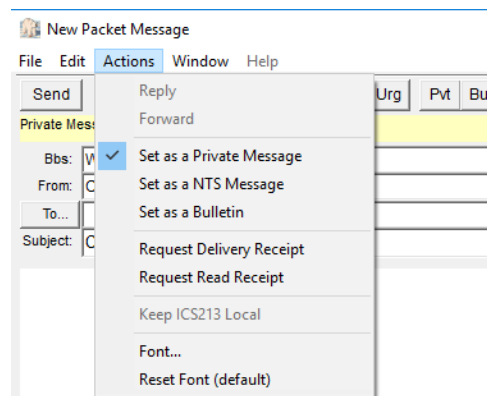 New Packet Message
File Edit Actions Window Help
Send Urg Pvt Bu
Private Mess
Bbs: W
From: C
To...
Subject: C
Reply
Forward
Set as a Private Message
Set as a NTS Message
Set as a Bulletin
Request Delivery Receipt
Request Read Receipt
Keep ICS213 Local
Font...
Reset Font (default)